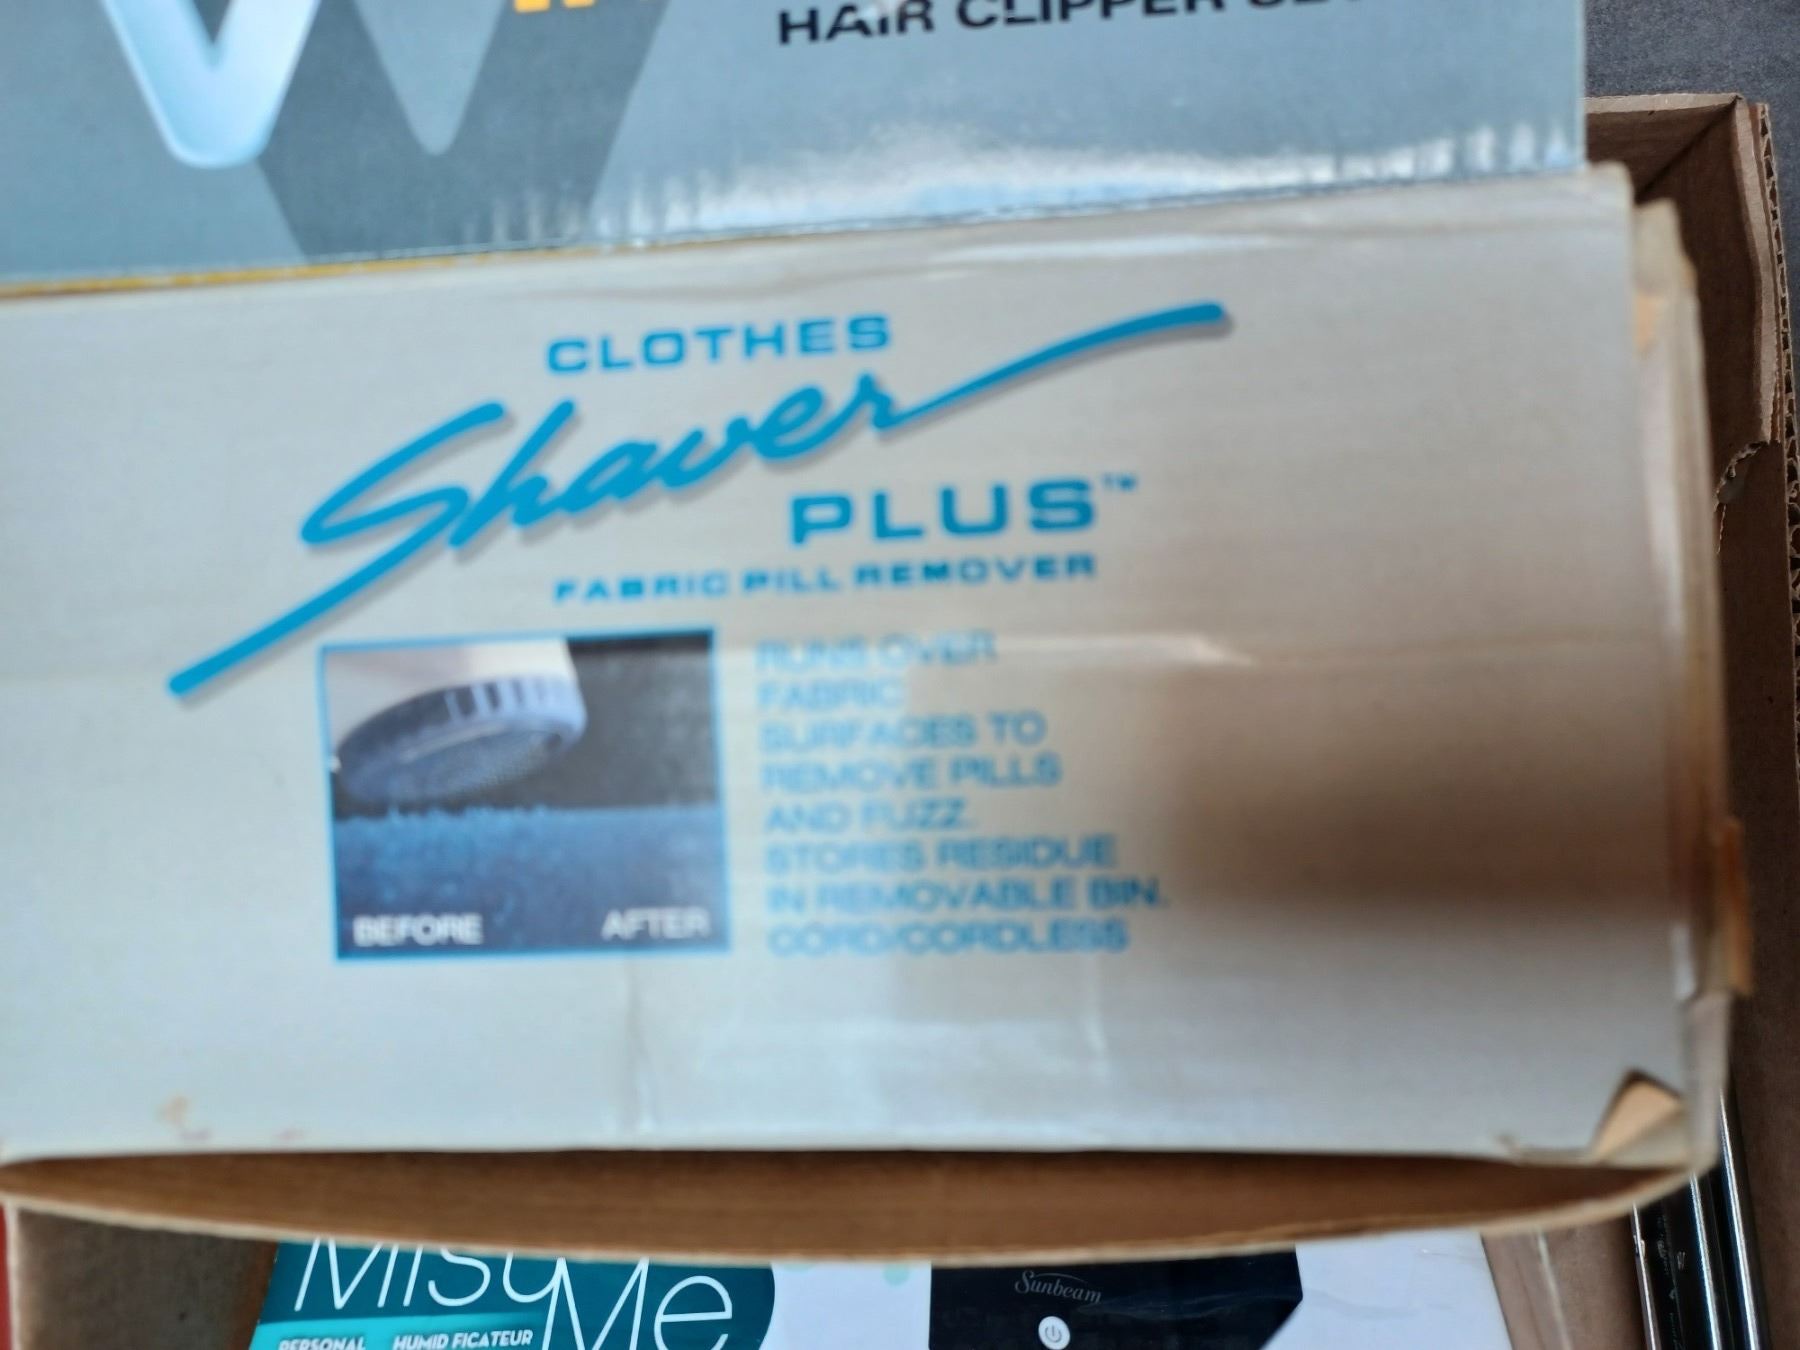 HAIR CLIPPER
CLOTHES
Shaver
PLUS™
FABRIC PILL REMOVER
RUNS OVER
FABRIC
SURFACES TO
REMOVE PILLS
AND FUZZ.
STORES RESIDUE
IN REMOVABLE BIN.
CORD/CORDLESS
BEFORE AFTER
Me
Sunbeam
PERSONAL HUMIDIFICATEUR